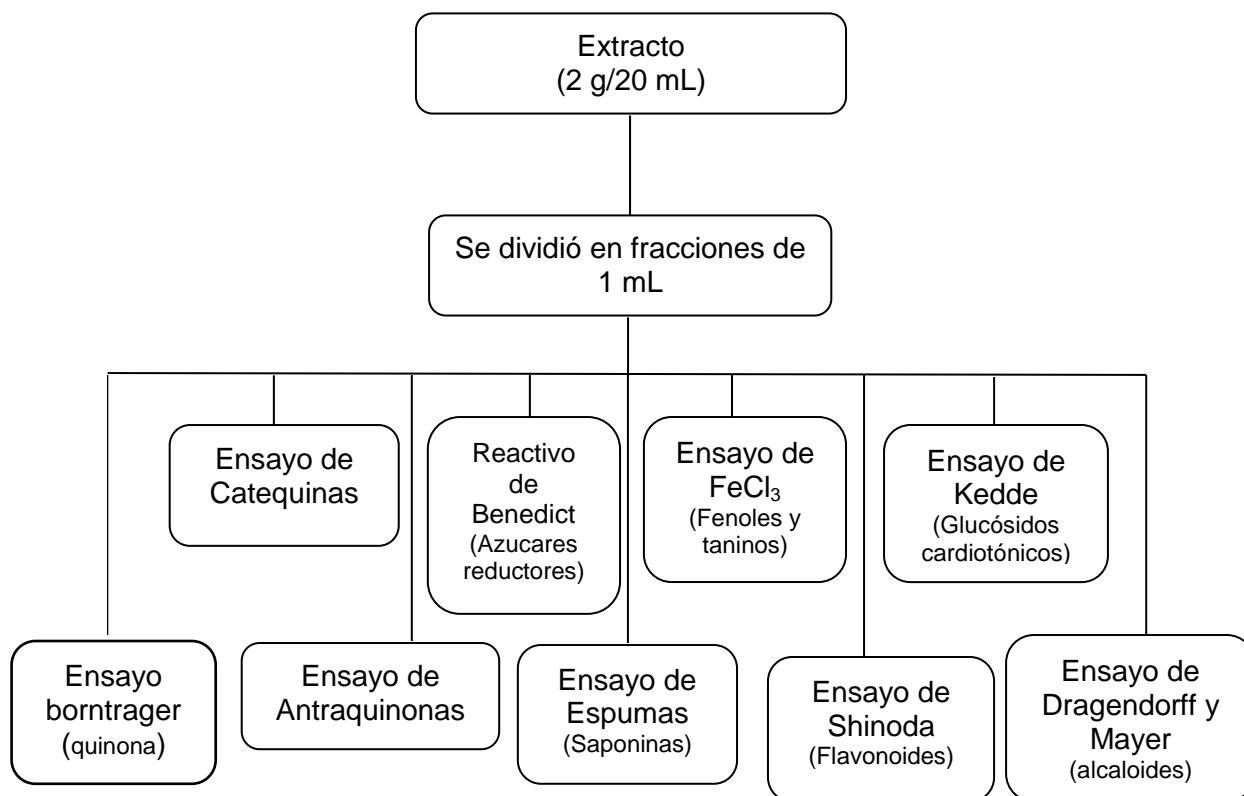 Extracto
(2 g/20 mL)
Se dividió en fracciones de
1 mL
Ensayo de
Catequinas
Reactivo
de
Benedict
(Azucares
reductores)
Ensayo de
FeCl₃
(Fenoles y
taninos)
Ensayo de
Kedde
(Glucósidos
cardiotónicos)
Ensayo
borntrager
(quinona)
Ensayo de
Antraquinonas
Ensayo de
Espumas
(Saponinas)
Ensayo de
Shinoda
(Flavonoides)
Ensayo de
Dragendorff y
Mayer
(alcaloides)